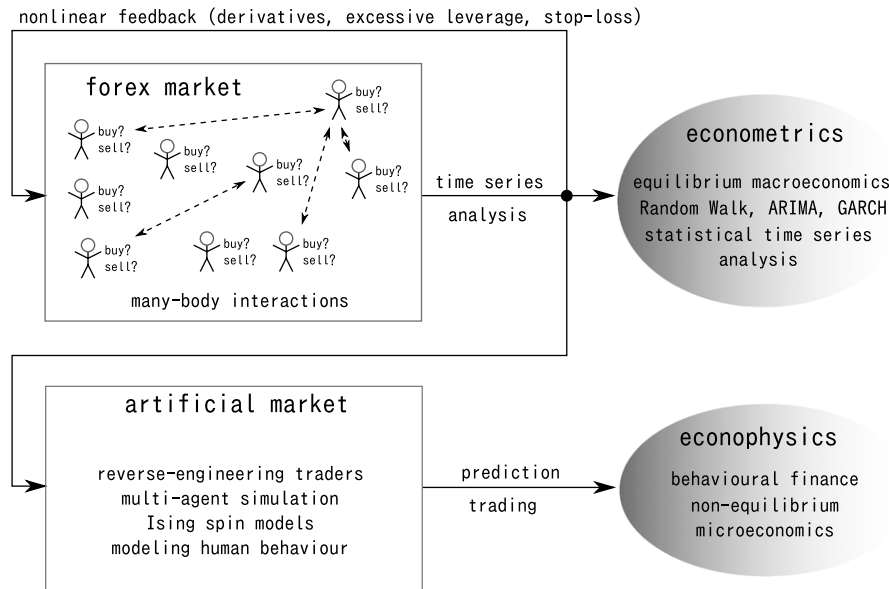 nonlinear feedback (derivatives, excessive leverage, stop-loss)
forex market
buy?
sell?
buy?
sell?
buy?
sell?
buy?
sell?
buy?
sell?
buy?
sell?
buy?
sell?
buy?
sell?
buy?
sell?
many-body interactions
time series
analysis
econometrics
equilibrium macroeconomics
Random Walk, ARIMA, GARCH
statistical time series
analysis
artificial market
reverse-engineering traders
multi-agent simulation
Ising spin models
modeling human behaviour
prediction
trading
econophysics
behavioural finance
non-equilibrium
microeconomics